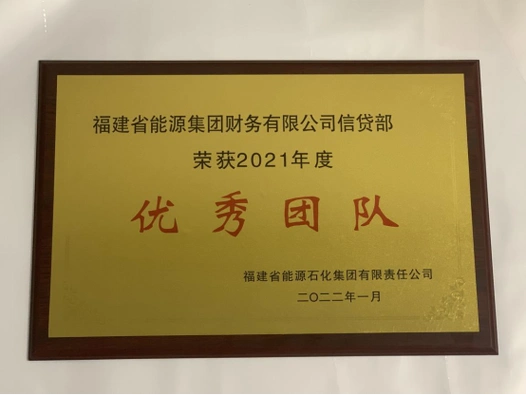 福建省能源集团财务有限公司信贷部
荣获2021年度
优秀团队
福建省能源石化集团有限责任公司
二〇二二年一月